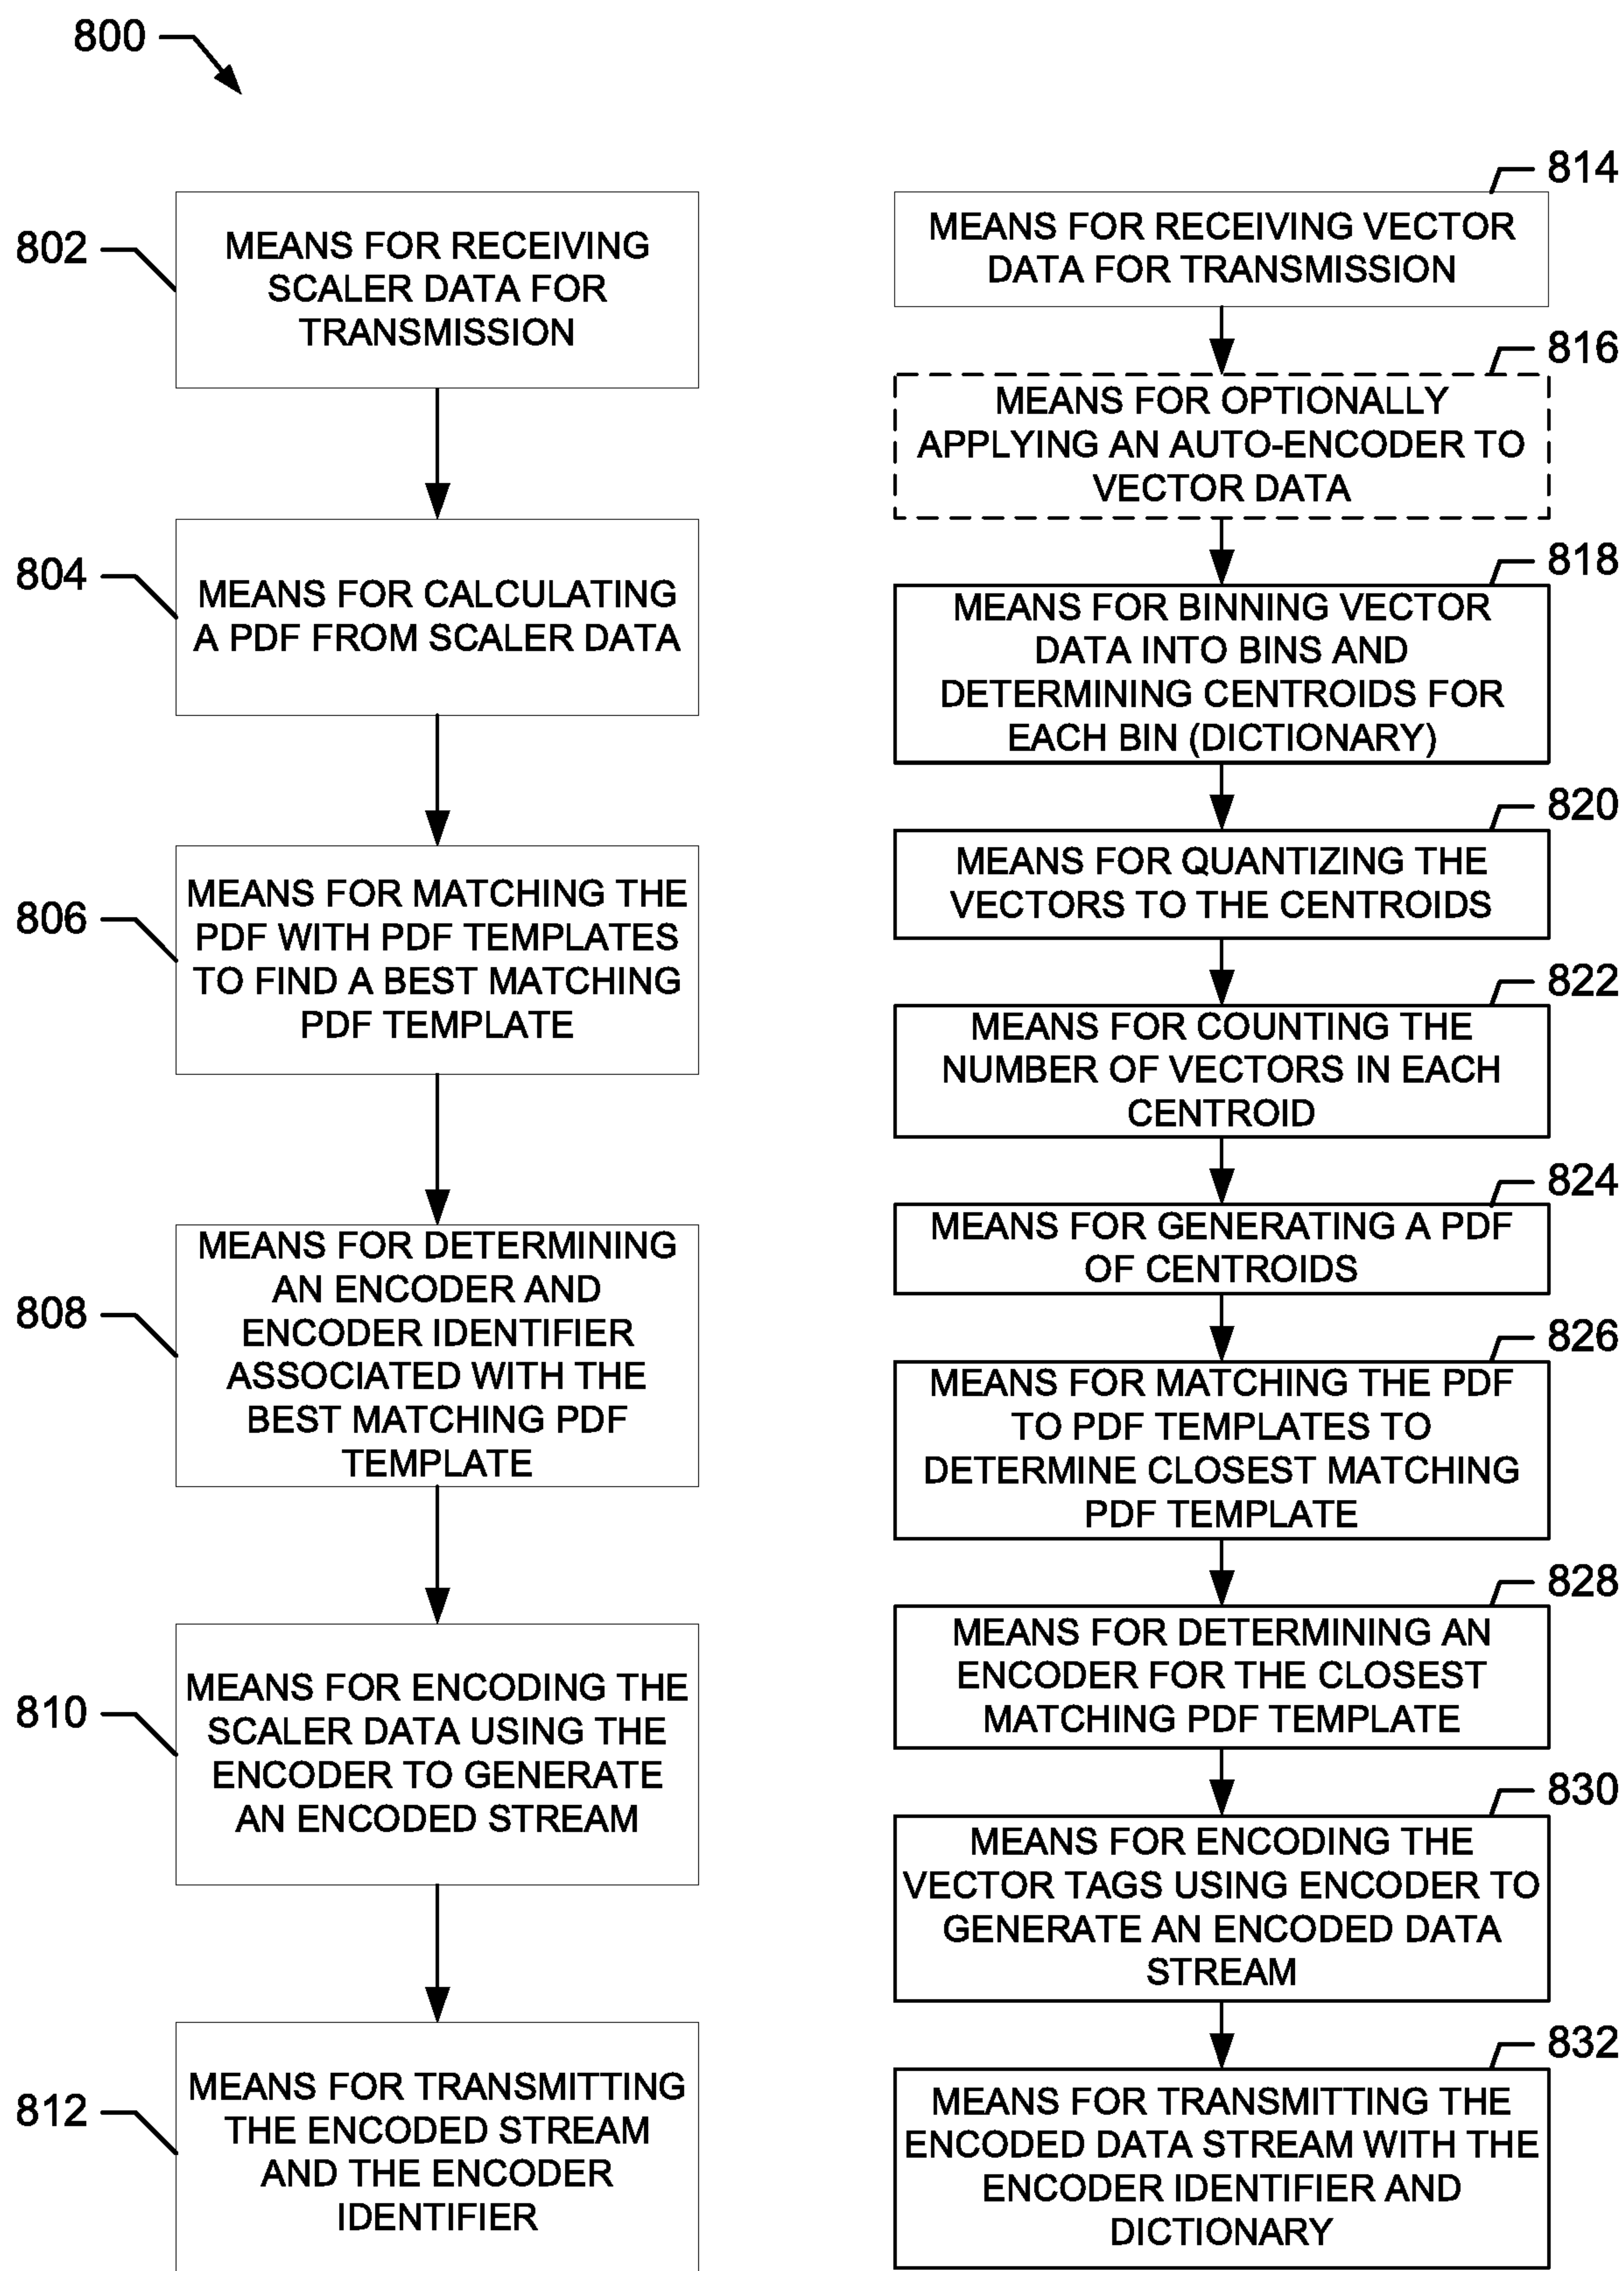 800
802
MEANS FOR RECEIVING
SCALER DATA FOR
TRANSMISSION
804
MEANS FOR CALCULATING
A PDF FROM SCALER DATA
806
MEANS FOR MATCHING THE
PDF WITH PDF TEMPLATES
TO FIND A BEST MATCHING
PDF TEMPLATE
808
MEANS FOR DETERMINING
AN ENCODER AND
ENCODER IDENTIFIER
ASSOCIATED WITH THE
BEST MATCHING PDF
TEMPLATE
810
MEANS FOR ENCODING THE
SCALER DATA USING THE
ENCODER TO GENERATE
AN ENCODED STREAM
812
MEANS FOR TRANSMITTING
THE ENCODED STREAM
AND THE ENCODER
IDENTIFIER
814
MEANS FOR RECEIVING VECTOR
DATA FOR TRANSMISSION
816
MEANS FOR OPTIONALLY
APPLYING AN AUTO-ENCODER TO
VECTOR DATA
818
MEANS FOR BINNING VECTOR
DATA INTO BINS AND
DETERMINING CENTROIDS FOR
EACH BIN (DICTIONARY)
820
MEANS FOR QUANTIZING THE
VECTORS TO THE CENTROIDS
822
MEANS FOR COUNTING THE
NUMBER OF VECTORS IN EACH
CENTROID
824
MEANS FOR GENERATING A PDF
OF CENTROIDS
826
MEANS FOR MATCHING THE PDF
TO PDF TEMPLATES TO
DETERMINE CLOSEST MATCHING
PDF TEMPLATE
828
MEANS FOR DETERMINING AN
ENCODER FOR THE CLOSEST
MATCHING PDF TEMPLATE
830
MEANS FOR ENCODING THE
VECTOR TAGS USING ENCODER TO
GENERATE AN ENCODED DATA
STREAM
832
MEANS FOR TRANSMITTING THE
ENCODED DATA STREAM WITH THE
ENCODER IDENTIFIER AND
DICTIONARY